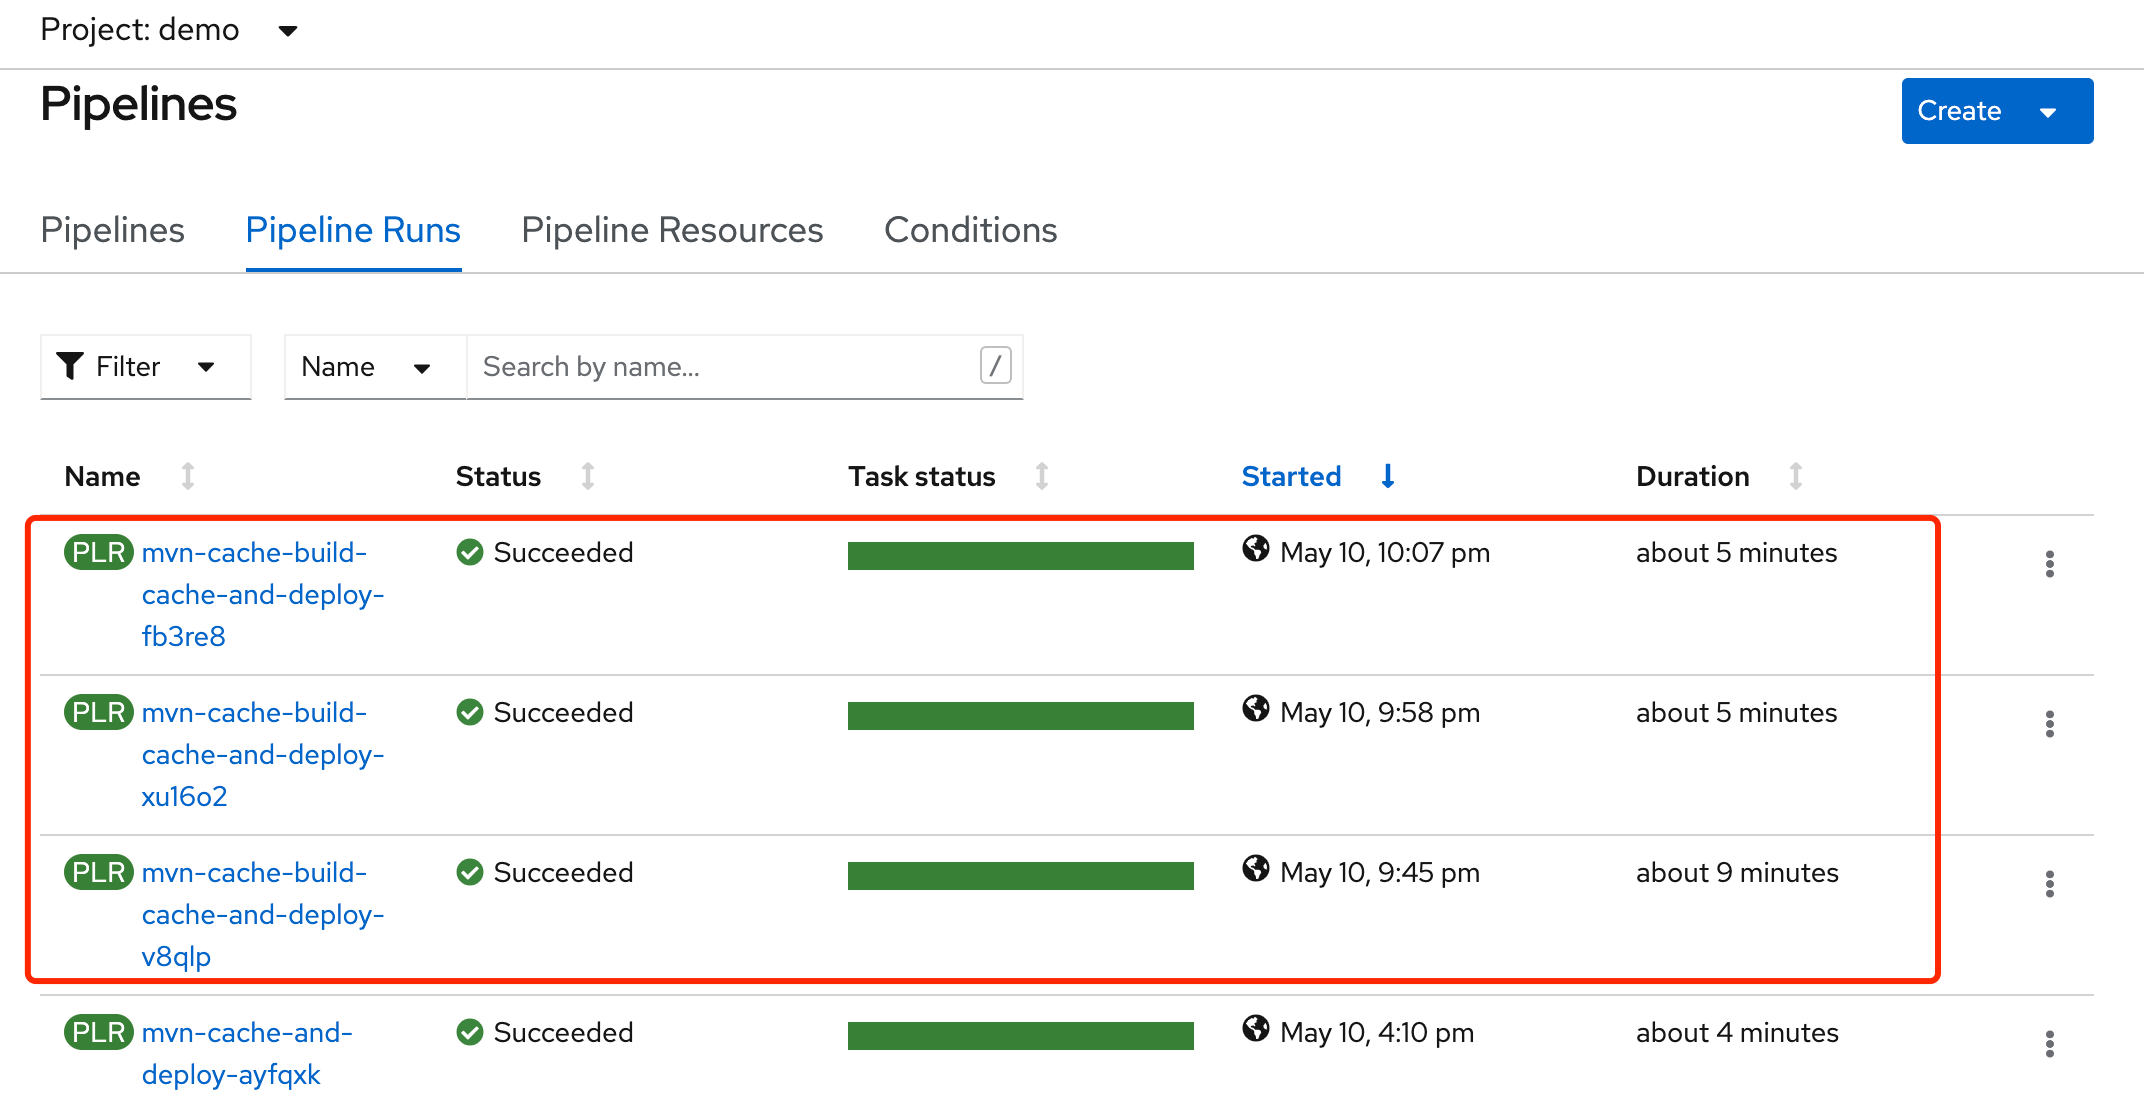 Project: demo
Pipelines
Create
Pipelines Pipeline Runs Pipeline Resources Conditions
Filter Name Search by name... /
Name Status Task status Started Duration
PLR mvn-cache-build- Succeeded May 10, 10:07 pm about 5 minutes
cache-and-deploy-
fb3re8
PLR mvn-cache-build- Succeeded May 10, 9:58 pm about 5 minutes
cache-and-deploy-
xu16o2
PLR mvn-cache-build- Succeeded May 10, 9:45 pm about 9 minutes
cache-and-deploy-
v8qlp
PLR mvn-cache-and- Succeeded May 10, 4:10 pm about 4 minutes
deploy-ayfqxk